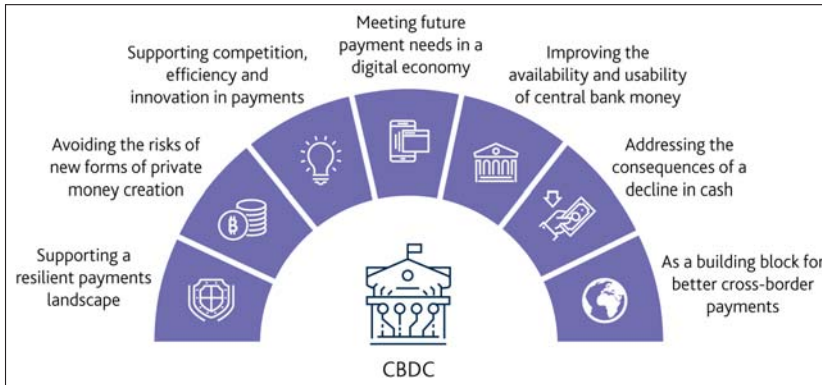 Supporting a
resilient payments
landscape
Avoiding the risks of
new forms of private
money creation
Supporting competition,
efficiency and
innovation in payments
Meeting future
payment needs in a
digital economy
Improving the
availability and usability
of central bank money
Addressing the
consequences of a
decline in cash
As a building block for
better cross-border
payments
CBDC